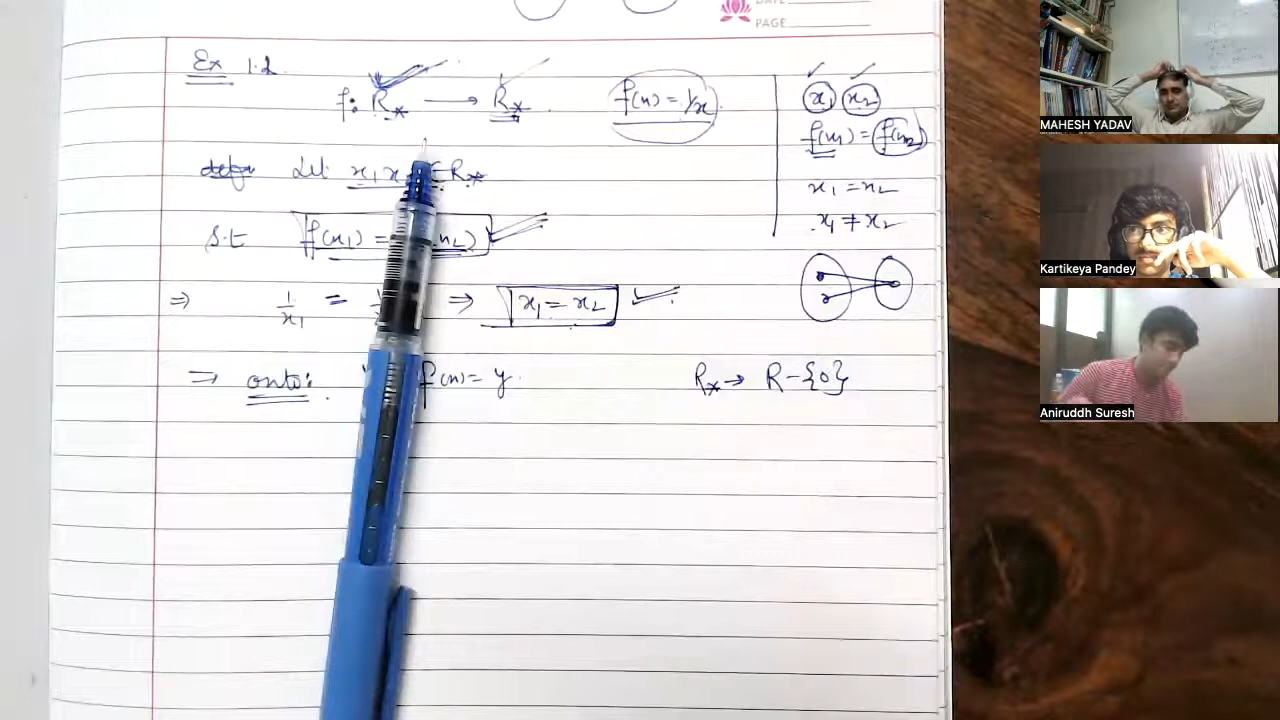 DATE
PAGE
Ex 1.2
f: R* → R* f(x) = 1/x
Let x1 x ∈ R*
S.t f(x1) = x2)
⇒ 1/x1 = ⇒ x1 = x2
⇒ onto: f(x) = y
x1 x2
f(x1) = f(x2)
x1 = x2
x1 ≠ x2
R* → R - {0}
MAHESH YADAV
Kartikeya Pandey
Aniruddh Suresh